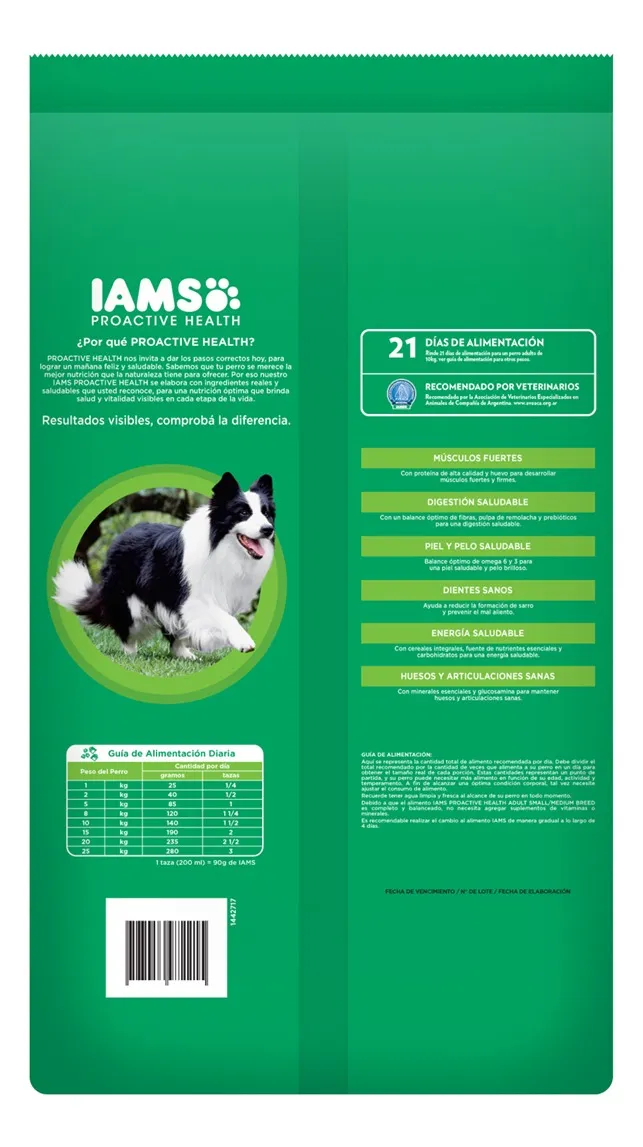 IAMS
PROACTIVE HEALTH
¿Por qué PROACTIVE HEALTH?
PROACTIVE HEALTH nos invita a dar los pasos correctos hoy, para
lograr un mañana feliz y saludable. Sabemos que tu perro se merece la
mejor nutrición que la naturaleza tiene para ofrecer. Por eso nuestro
IAMS PROACTIVE HEALTH se elabora con ingredientes reales y
saludables que usted reconoce, para una nutrición óptima que brinda
salud y vitalidad visibles en cada etapa de la vida.
Resultados visibles, comprobá la diferencia.
Guía de Alimentación Diaria
Peso del Perro Cantidad por día
gramos tazas
1 kg 25 1/4
2 kg 40 1/2
5 kg 85 1
8 kg 120 1 1/4
10 kg 140 1 1/2
15 kg 190 2
20 kg 235 2 1/2
25 kg 280 3
1 taza (200 ml) = 90g de IAMS
1442717
21 DÍAS DE ALIMENTACIÓN
Rinde 21 días de alimentación para un perro adulto de
10kg, ver guía de alimentación para otros pesos.
RECOMENDADO POR VETERINARIOS
Recomendado por la Asociación de Veterinarios Especializados en
Animales de Compañía de Argentina. www.aveaca.org.ar
MÚSCULOS FUERTES
Con proteína de alta calidad y huevo para desarrollar
músculos fuertes y firmes.
DIGESTIÓN SALUDABLE
Con un balance óptimo de fibras, pulpa de remolacha y prebióticos
para una digestión saludable.
PIEL Y PELO SALUDABLE
Balance óptimo de omega 6 y 3 para
una piel saludable y pelo brilloso.
DIENTES SANOS
Ayuda a reducir la formación de sarro
y prevenir el mal aliento.
ENERGÍA SALUDABLE
Con cereales integrales, fuente de nutrientes esenciales y
carbohidratos para una energía saludable.
HUESOS Y ARTICULACIONES SANAS
Con minerales esenciales y glucosamina para mantener
huesos y articulaciones sanas.
GUÍA DE ALIMENTACIÓN:
Aquí se representa la cantidad total de alimento recomendada por día. Debe dividir el
total recomendado por la cantidad de veces que alimenta a su perro en un día para
obtener el tamaño real de cada porción. Estas cantidades representan un punto de
partida, y su perro puede necesitar más alimento en función de su edad, actividad y
temperamento. A fin de alcanzar una óptima condición corporal, tal vez necesite
ajustar el consumo de alimento.
Recuerde tener agua limpia y fresca al alcance de su perro en todo momento.
Debido a que el alimento IAMS PROACTIVE HEALTH ADULT SMALL/MEDIUM BREED
es completo y balanceado, no necesita agregar suplementos de vitaminas o
minerales.
Es recomendable realizar el cambio al alimento IAMS de manera gradual a lo largo de
4 días.
FECHA DE VENCIMIENTO / N° DE LOTE / FECHA DE ELABORACIÓN